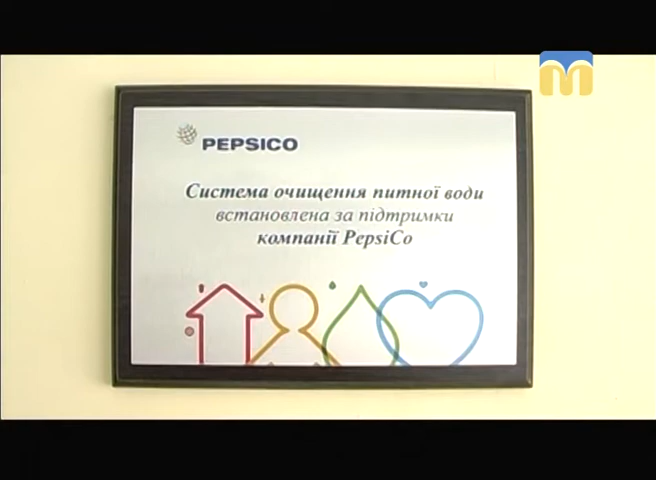 PEPSICO
Система очищення питної води
встановлена за підтримки
компанії PepsiCo